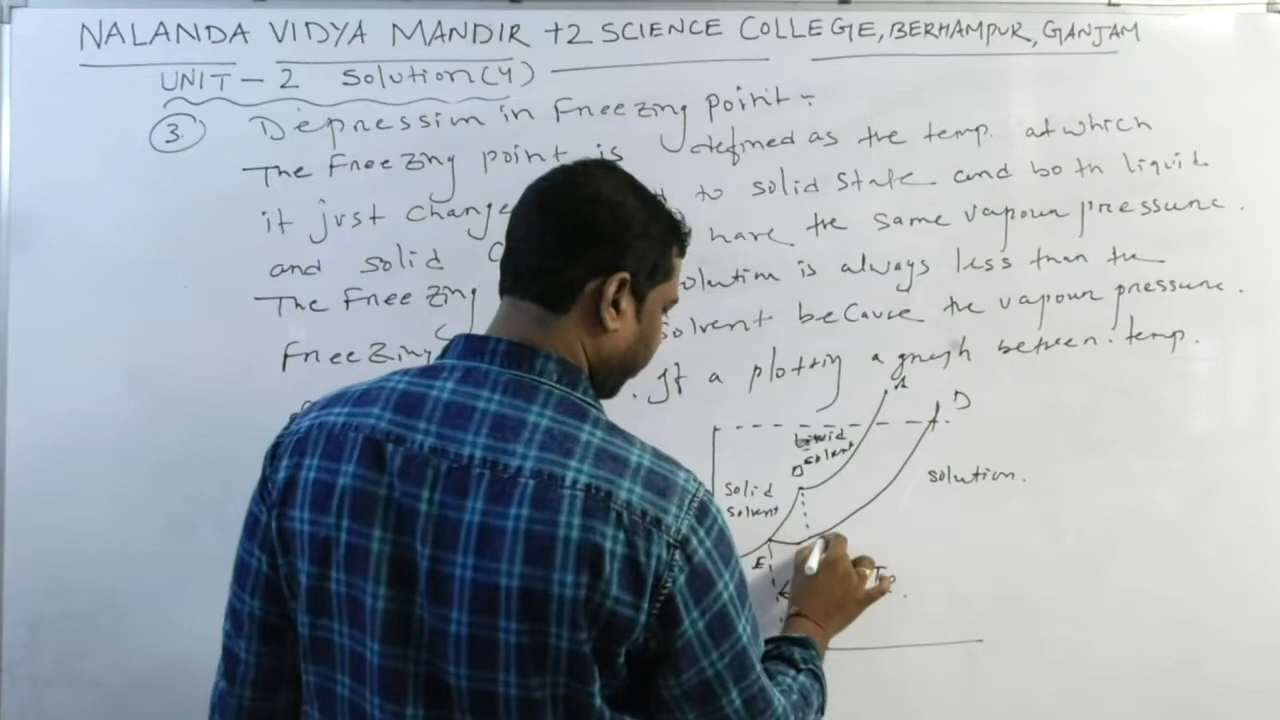 NALANDA VIDYA MANDIR +2 SCIENCE COLLEGE, BERHAMPUR, GANJAM
UNIT - 2 Solution(4)
3. Depression in Freezing point :-
The Freezing point is defined as the temp. at which
it just change to solid state and both liquid
and solid have the same vapour pressure.
The Freezing solution is always less than the
Freezing solvent because the vapour pressure.
. If a plotting a graph between temp.
D
Liquid
solvent
solid
solvent
solution.
E